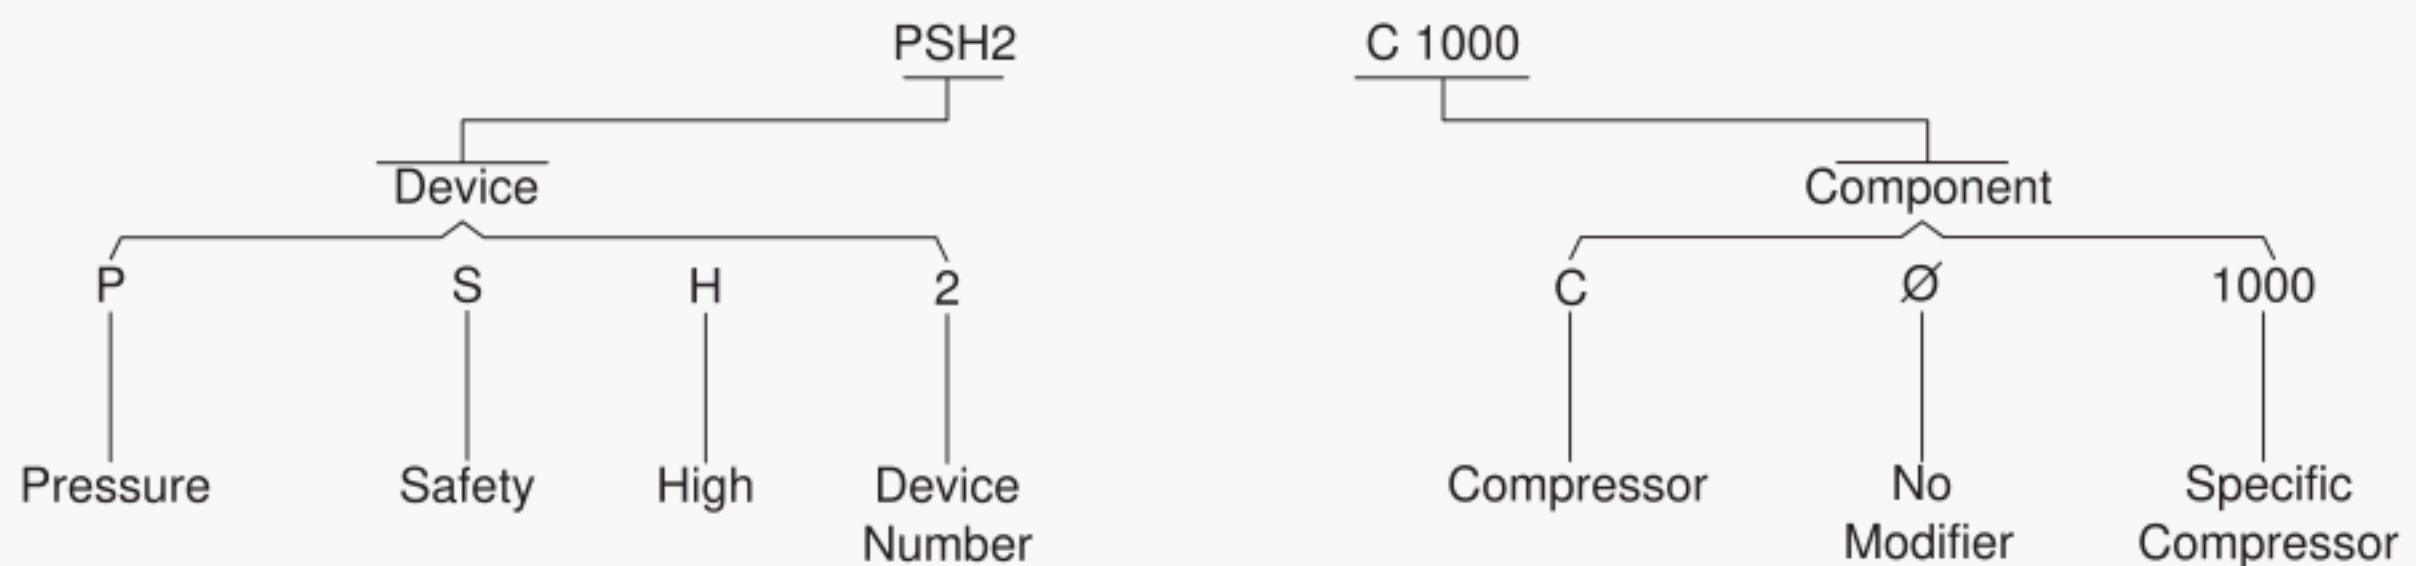 PSH2 C 1000
Device Component
P S H 2 C Ø 1000
Pressure Safety High Device Compressor No Specific
Number Modifier Compressor